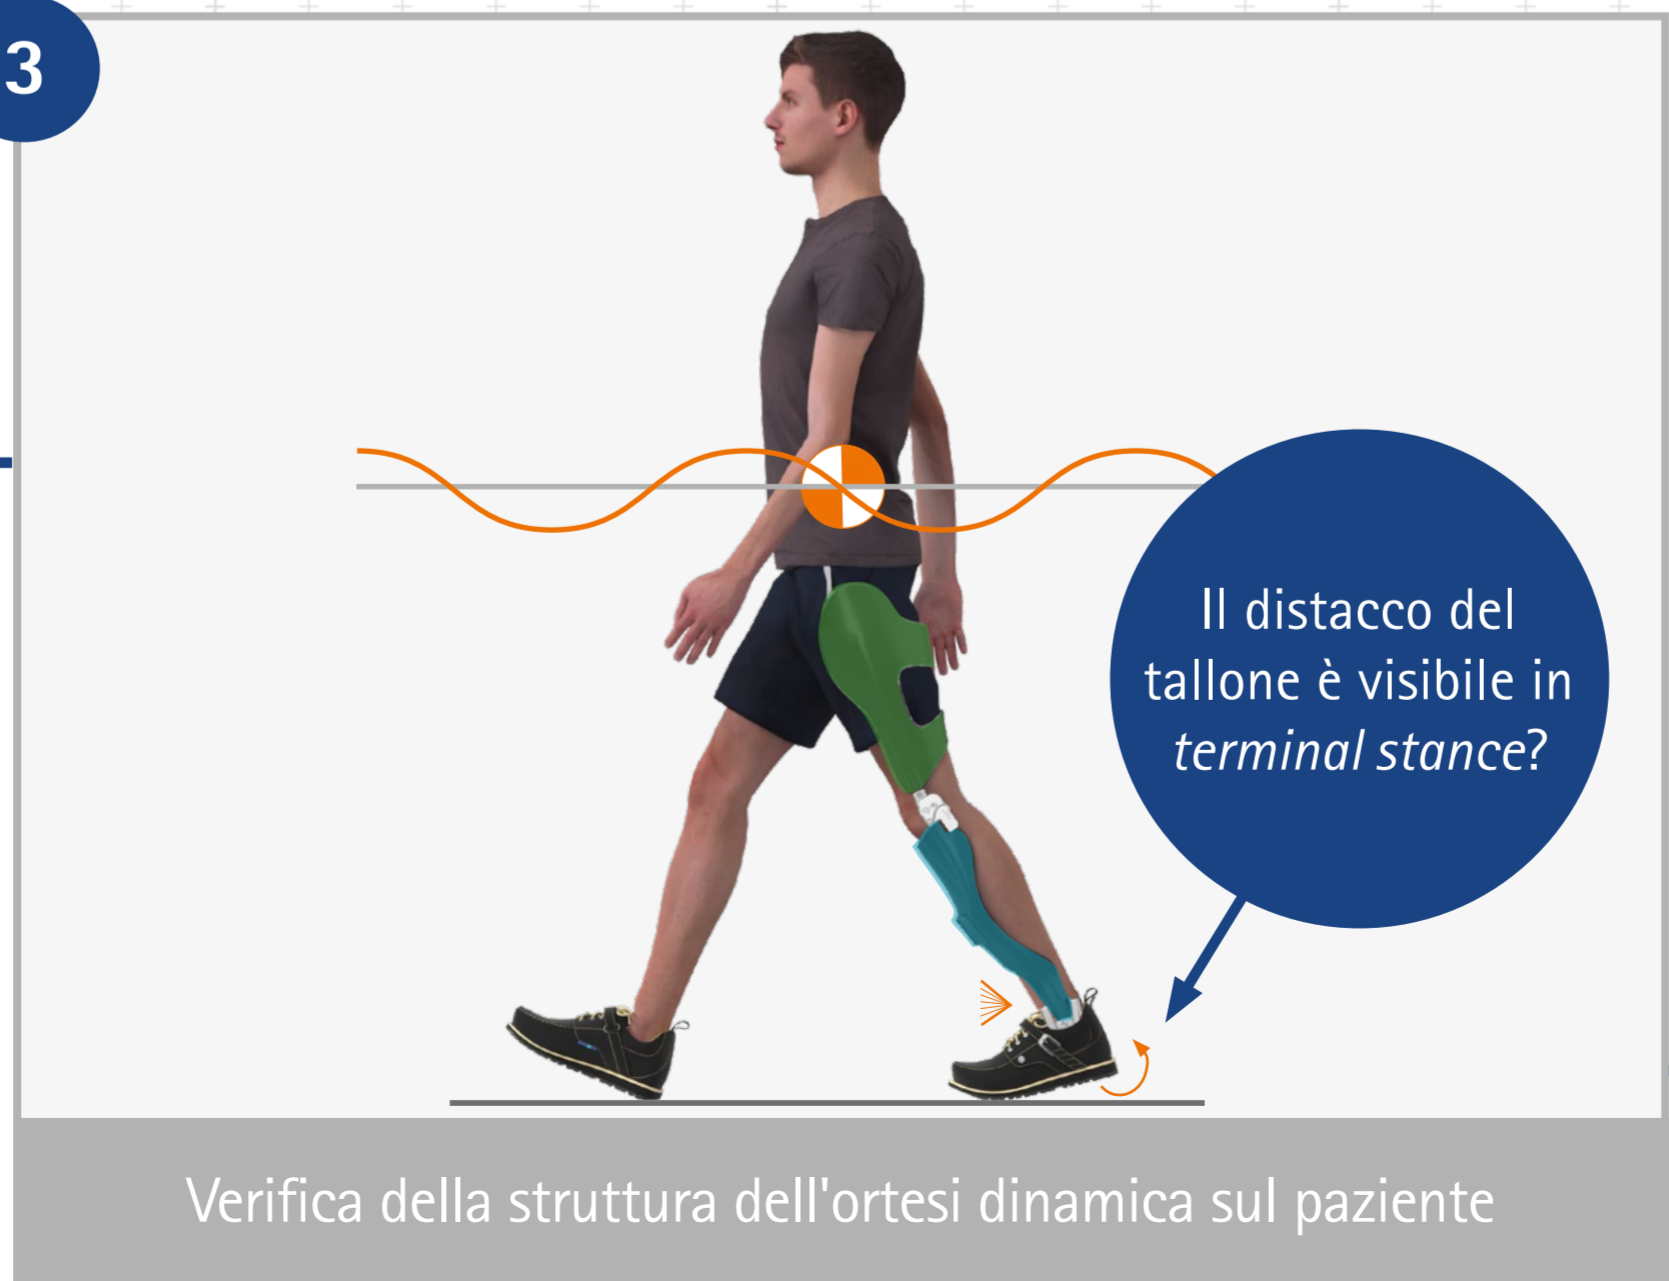 3
Il distacco del
tallone è visibile in
terminal stance?
Verifica della struttura dell'ortesi dinamica sul paziente